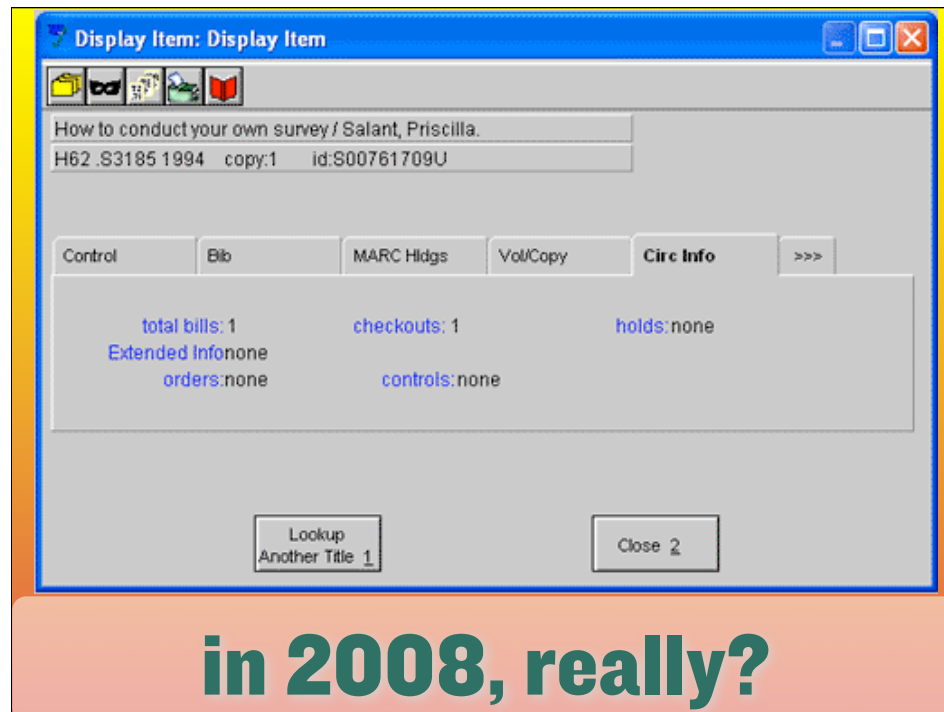 Display Item: Display Item
How to conduct your own survey / Salant, Priscilla.
H62 .S3185 1994 copy:1 id:S00761709U
Control Bib MARC Hldgs Vol/Copy Circ Info >>>
total bills: 1 checkouts: 1 holds:none
Extended Infonone
orders:none controls:none
Lookup
Another Title 1
Close 2
in 2008, really?